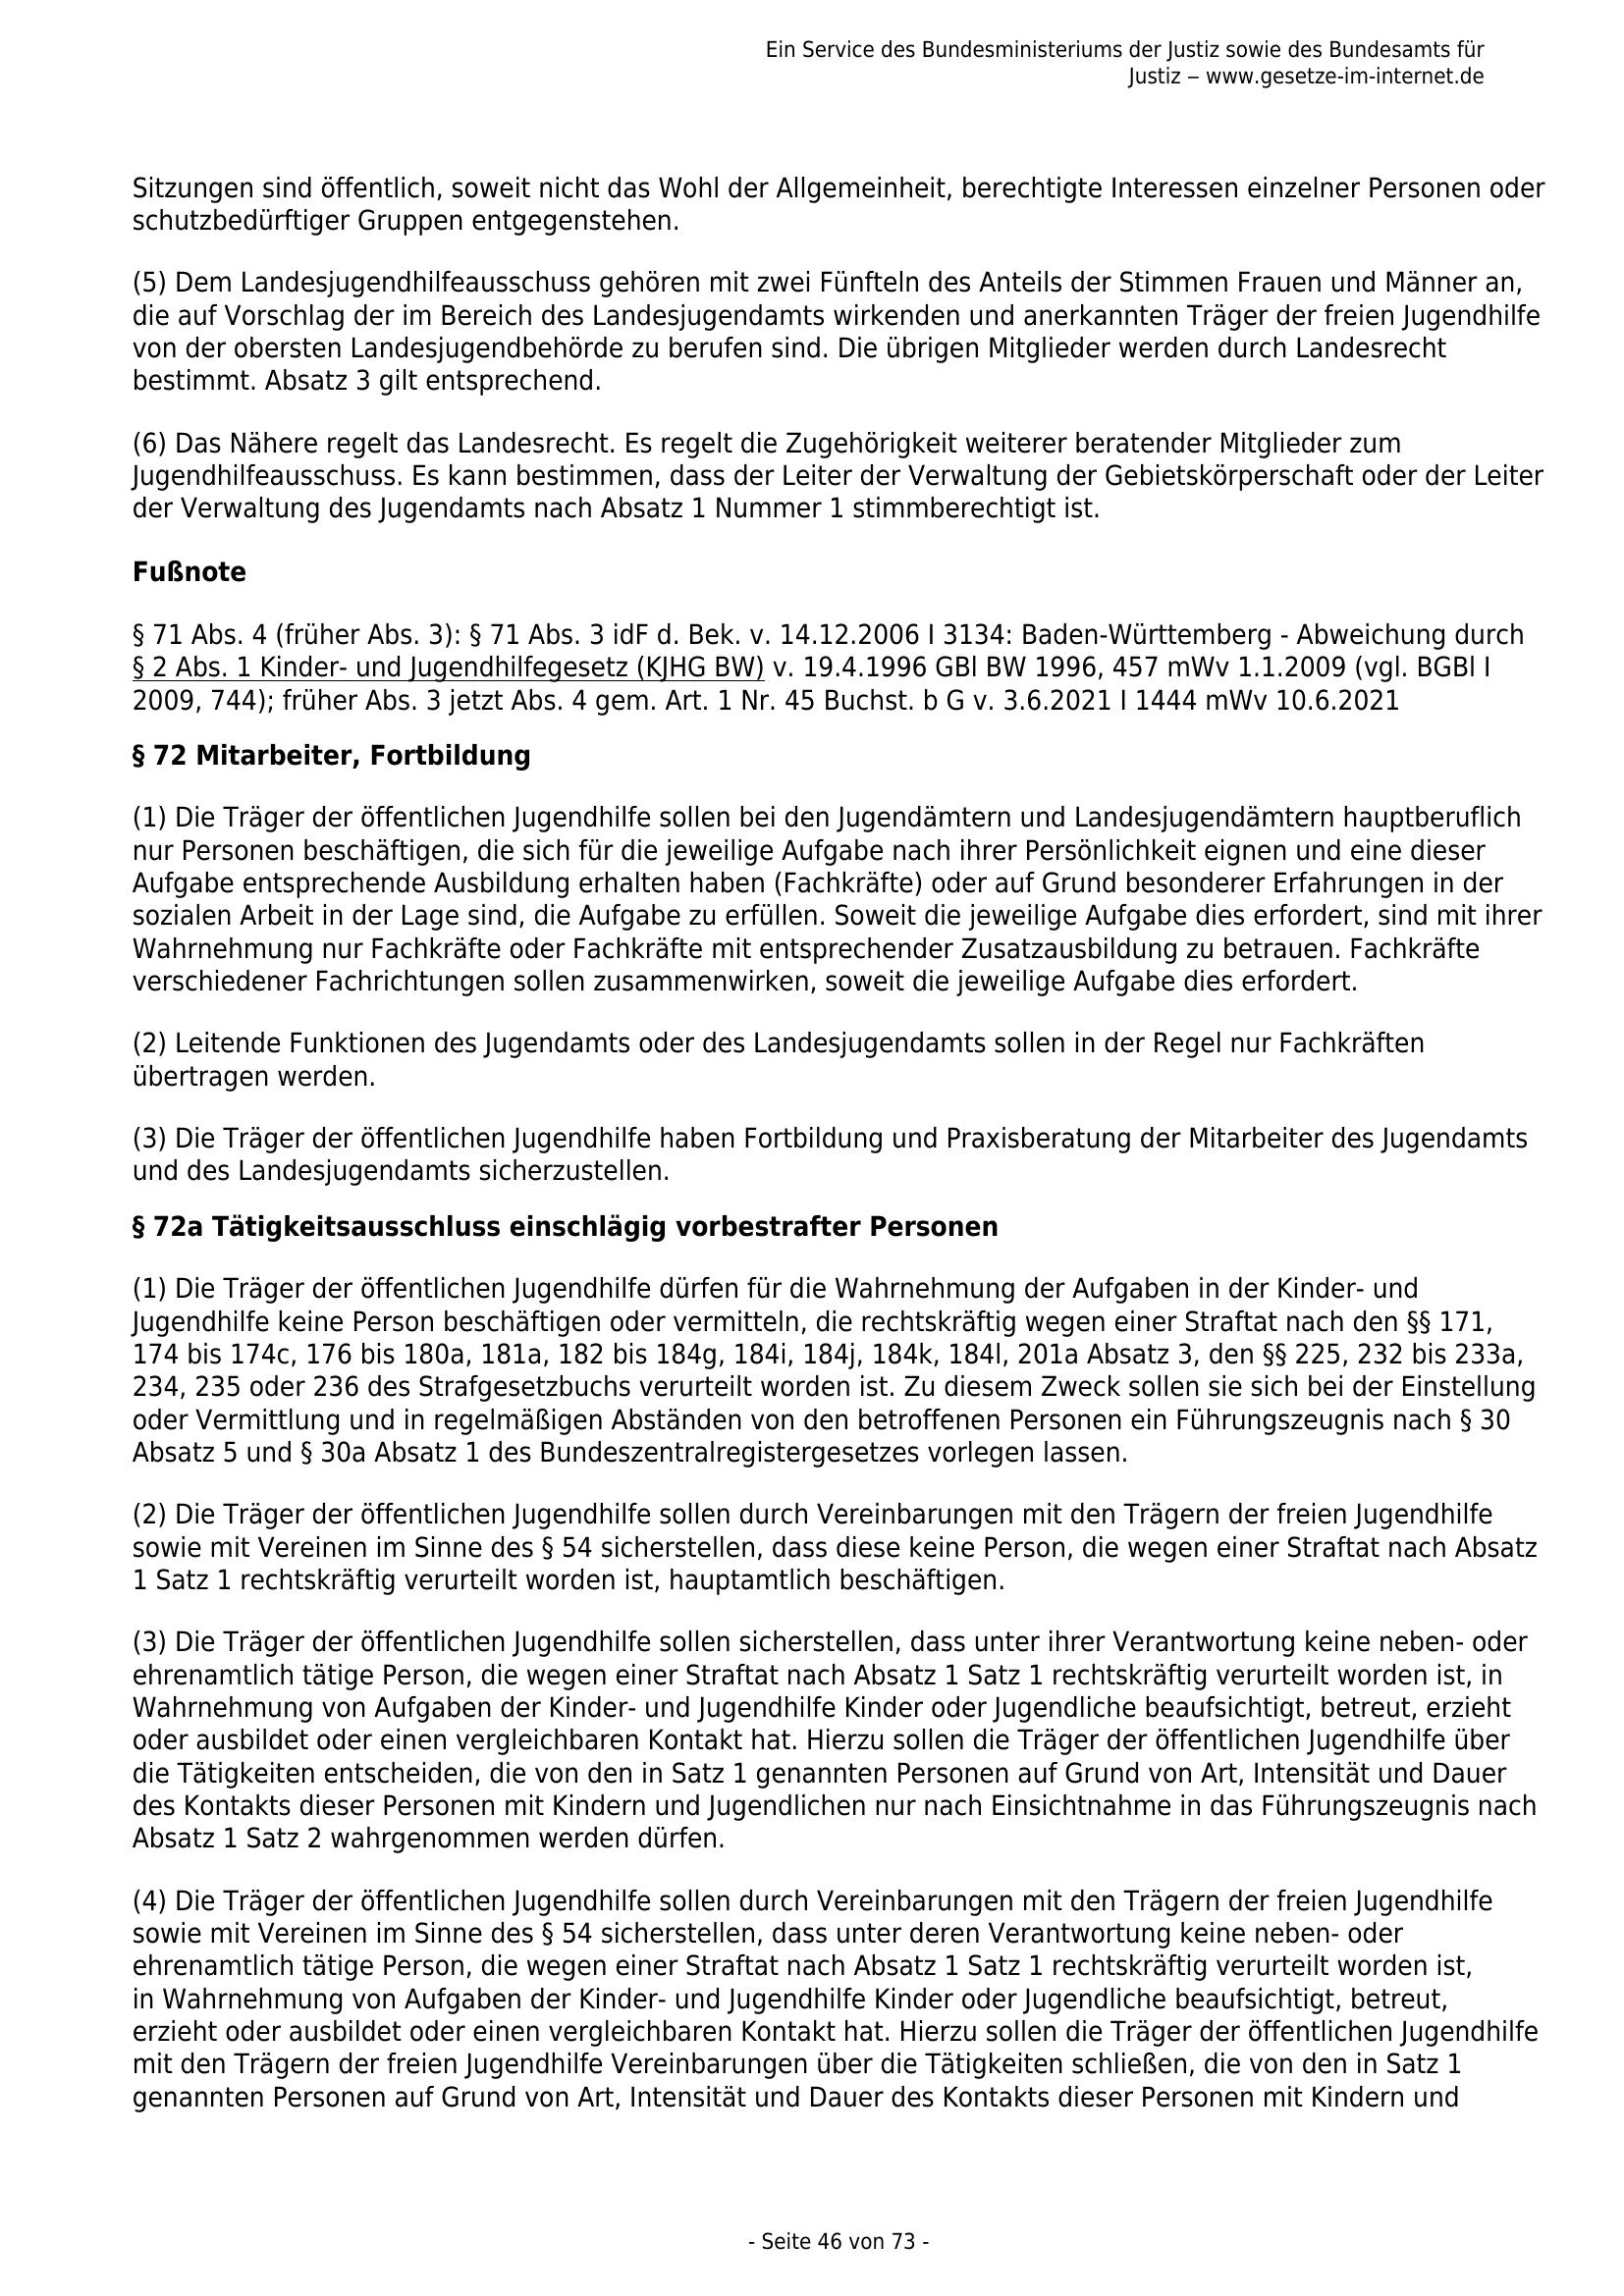 Ein Service des Bundesministeriums der Justiz sowie des Bundesamts für
Justiz ‒ www.gesetze-im-internet.de
Sitzungen sind öffentlich, soweit nicht das Wohl der Allgemeinheit, berechtigte Interessen einzelner Personen oder
schutzbedürftiger Gruppen entgegenstehen.
(5) Dem Landesjugendhilfeausschuss gehören mit zwei Fünfteln des Anteils der Stimmen Frauen und Männer an,
die auf Vorschlag der im Bereich des Landesjugendamts wirkenden und anerkannten Träger der freien Jugendhilfe
von der obersten Landesjugendbehörde zu berufen sind. Die übrigen Mitglieder werden durch Landesrecht
bestimmt. Absatz 3 gilt entsprechend.
(6) Das Nähere regelt das Landesrecht. Es regelt die Zugehörigkeit weiterer beratender Mitglieder zum
Jugendhilfeausschuss. Es kann bestimmen, dass der Leiter der Verwaltung der Gebietskörperschaft oder der Leiter
der Verwaltung des Jugendamts nach Absatz 1 Nummer 1 stimmberechtigt ist.
Fußnote
§ 71 Abs. 4 (früher Abs. 3): § 71 Abs. 3 idF d. Bek. v. 14.12.2006 I 3134: Baden-Württemberg - Abweichung durch
§ 2 Abs. 1 Kinder- und Jugendhilfegesetz (KJHG BW) v. 19.4.1996 GBl BW 1996, 457 mWv 1.1.2009 (vgl. BGBl I
2009, 744); früher Abs. 3 jetzt Abs. 4 gem. Art. 1 Nr. 45 Buchst. b G v. 3.6.2021 I 1444 mWv 10.6.2021
§ 72 Mitarbeiter, Fortbildung
(1) Die Träger der öffentlichen Jugendhilfe sollen bei den Jugendämtern und Landesjugendämtern hauptberuflich
nur Personen beschäftigen, die sich für die jeweilige Aufgabe nach ihrer Persönlichkeit eignen und eine dieser
Aufgabe entsprechende Ausbildung erhalten haben (Fachkräfte) oder auf Grund besonderer Erfahrungen in der
sozialen Arbeit in der Lage sind, die Aufgabe zu erfüllen. Soweit die jeweilige Aufgabe dies erfordert, sind mit ihrer
Wahrnehmung nur Fachkräfte oder Fachkräfte mit entsprechender Zusatzausbildung zu betrauen. Fachkräfte
verschiedener Fachrichtungen sollen zusammenwirken, soweit die jeweilige Aufgabe dies erfordert.
(2) Leitende Funktionen des Jugendamts oder des Landesjugendamts sollen in der Regel nur Fachkräften
übertragen werden.
(3) Die Träger der öffentlichen Jugendhilfe haben Fortbildung und Praxisberatung der Mitarbeiter des Jugendamts
und des Landesjugendamts sicherzustellen.
§ 72a Tätigkeitsausschluss einschlägig vorbestrafter Personen
(1) Die Träger der öffentlichen Jugendhilfe dürfen für die Wahrnehmung der Aufgaben in der Kinder- und
Jugendhilfe keine Person beschäftigen oder vermitteln, die rechtskräftig wegen einer Straftat nach den §§ 171,
174 bis 174c, 176 bis 180a, 181a, 182 bis 184g, 184i, 184j, 184k, 184l, 201a Absatz 3, den §§ 225, 232 bis 233a,
234, 235 oder 236 des Strafgesetzbuchs verurteilt worden ist. Zu diesem Zweck sollen sie sich bei der Einstellung
oder Vermittlung und in regelmäßigen Abständen von den betroffenen Personen ein Führungszeugnis nach § 30
Absatz 5 und § 30a Absatz 1 des Bundeszentralregistergesetzes vorlegen lassen.
(2) Die Träger der öffentlichen Jugendhilfe sollen durch Vereinbarungen mit den Trägern der freien Jugendhilfe
sowie mit Vereinen im Sinne des § 54 sicherstellen, dass diese keine Person, die wegen einer Straftat nach Absatz
1 Satz 1 rechtskräftig verurteilt worden ist, hauptamtlich beschäftigen.
(3) Die Träger der öffentlichen Jugendhilfe sollen sicherstellen, dass unter ihrer Verantwortung keine neben- oder
ehrenamtlich tätige Person, die wegen einer Straftat nach Absatz 1 Satz 1 rechtskräftig verurteilt worden ist, in
Wahrnehmung von Aufgaben der Kinder- und Jugendhilfe Kinder oder Jugendliche beaufsichtigt, betreut, erzieht
oder ausbildet oder einen vergleichbaren Kontakt hat. Hierzu sollen die Träger der öffentlichen Jugendhilfe über
die Tätigkeiten entscheiden, die von den in Satz 1 genannten Personen auf Grund von Art, Intensität und Dauer
des Kontakts dieser Personen mit Kindern und Jugendlichen nur nach Einsichtnahme in das Führungszeugnis nach
Absatz 1 Satz 2 wahrgenommen werden dürfen.
(4) Die Träger der öffentlichen Jugendhilfe sollen durch Vereinbarungen mit den Trägern der freien Jugendhilfe
sowie mit Vereinen im Sinne des § 54 sicherstellen, dass unter deren Verantwortung keine neben- oder
ehrenamtlich tätige Person, die wegen einer Straftat nach Absatz 1 Satz 1 rechtskräftig verurteilt worden ist,
in Wahrnehmung von Aufgaben der Kinder- und Jugendhilfe Kinder oder Jugendliche beaufsichtigt, betreut,
erzieht oder ausbildet oder einen vergleichbaren Kontakt hat. Hierzu sollen die Träger der öffentlichen Jugendhilfe
mit den Trägern der freien Jugendhilfe Vereinbarungen über die Tätigkeiten schließen, die von den in Satz 1
genannten Personen auf Grund von Art, Intensität und Dauer des Kontakts dieser Personen mit Kindern und
- Seite 46 von 73 -